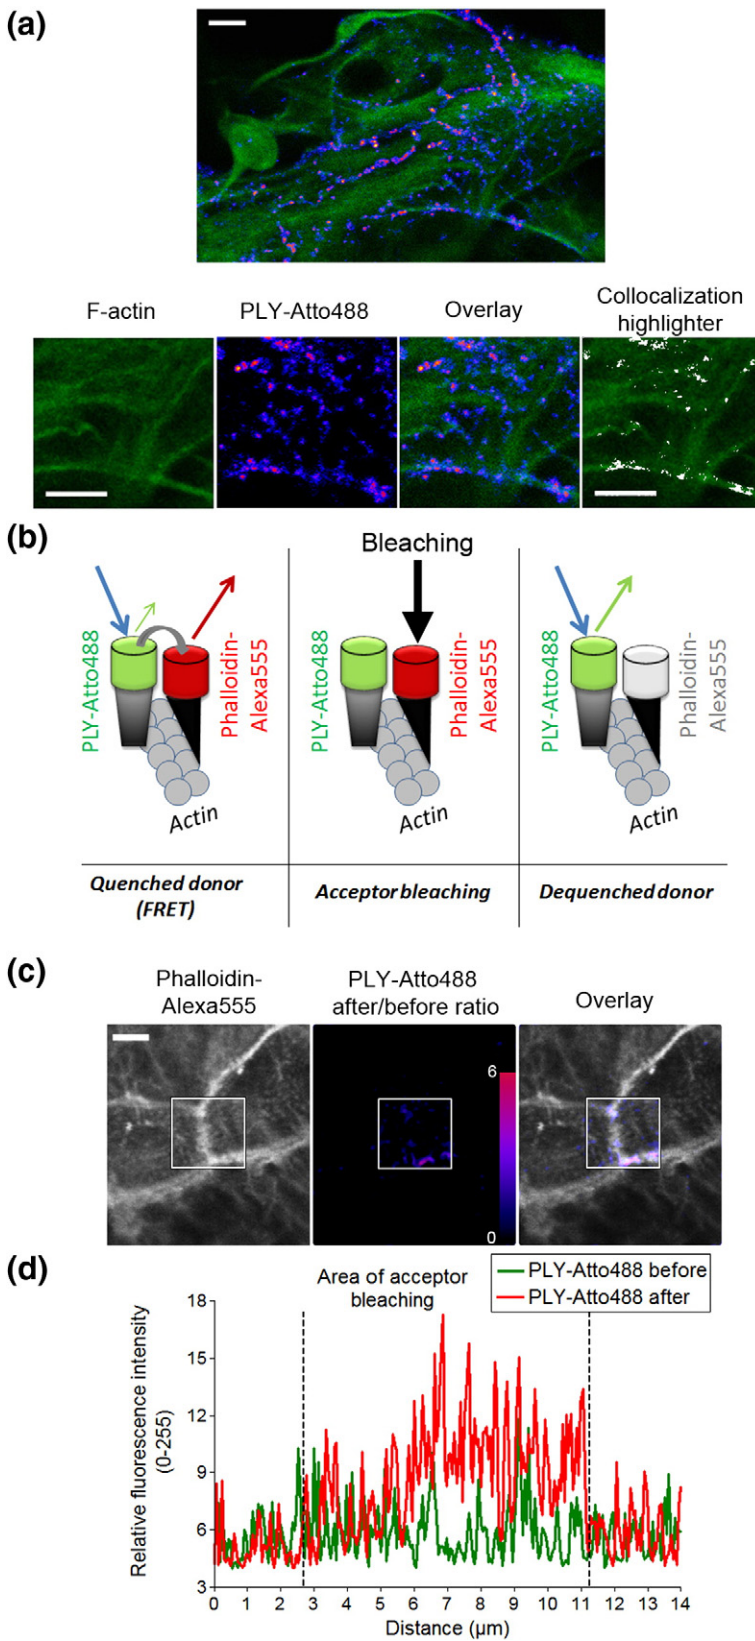 (a)
F-actin
PLY-Atto488
Overlay
Collocalization
highlighter
(b)
Bleaching
PLY-Atto488
Phalloidin-
Alexa555
PLY-Atto488
Phalloidin-
Alexa555
PLY-Atto488
Phalloidin-
Alexa555
Actin
Actin
Actin
Quenched donor
(FRET)
Acceptor bleaching
Dequenched donor
(c)
Phalloidin-
Alexa555
PLY-Atto488
after/before ratio
Overlay
6
0
(d)
Area of acceptor
bleaching
PLY-Atto488 before
PLY-Atto488 after
Relative fluorescence intensity
(0-255)
18
15
12
9
6
3
0 1 2 3 4 5 6 7 8 9 10 11 12 13 14
Distance (µm)